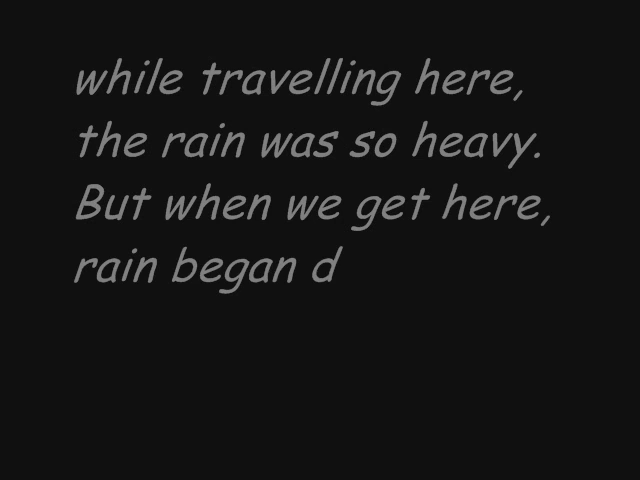 while travelling here,
the rain was so heavy.
But when we get here,
rain began d